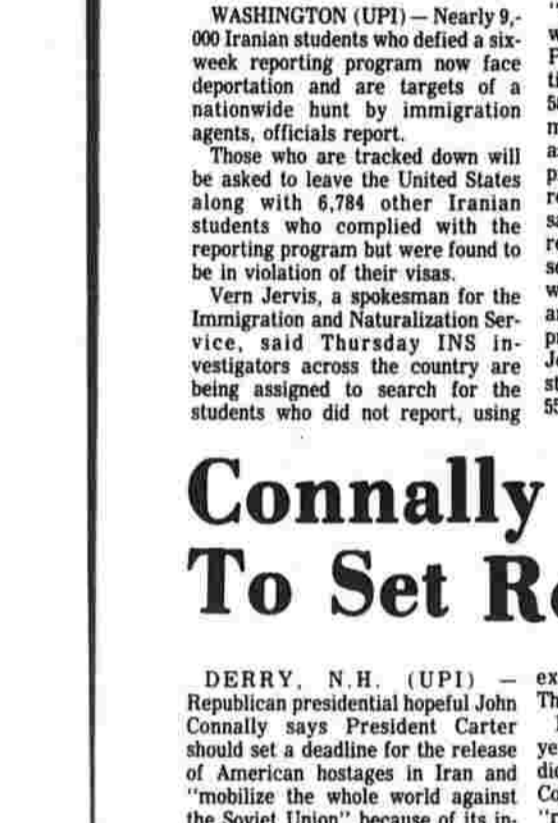 WASHINGTON (UPI) — Nearly 9,-
000 Iranian students who defied a six-
week reporting program now face
deportation and are targets of a
nationwide hunt by immigration
agents, officials report.
Those who are tracked down will
be asked to leave the United States
along with 6,784 other Iranian
students who complied with the
reporting program but were found to
be in violation of their visas.
Vern Jervis, a spokesman for the
Immigration and Naturalization Ser-
vice, said Thursday INS in-
vestigators across the country are
being assigned to search for the
students who did not report, using
Connally
To Set
DERRY, N.H. (UPI) —
Republican presidential hopeful John
Connally says President Carter
should set a deadline for the release
of American hostages in Iran and
"mobilize the whole world against
the Soviet Union" because of its in-